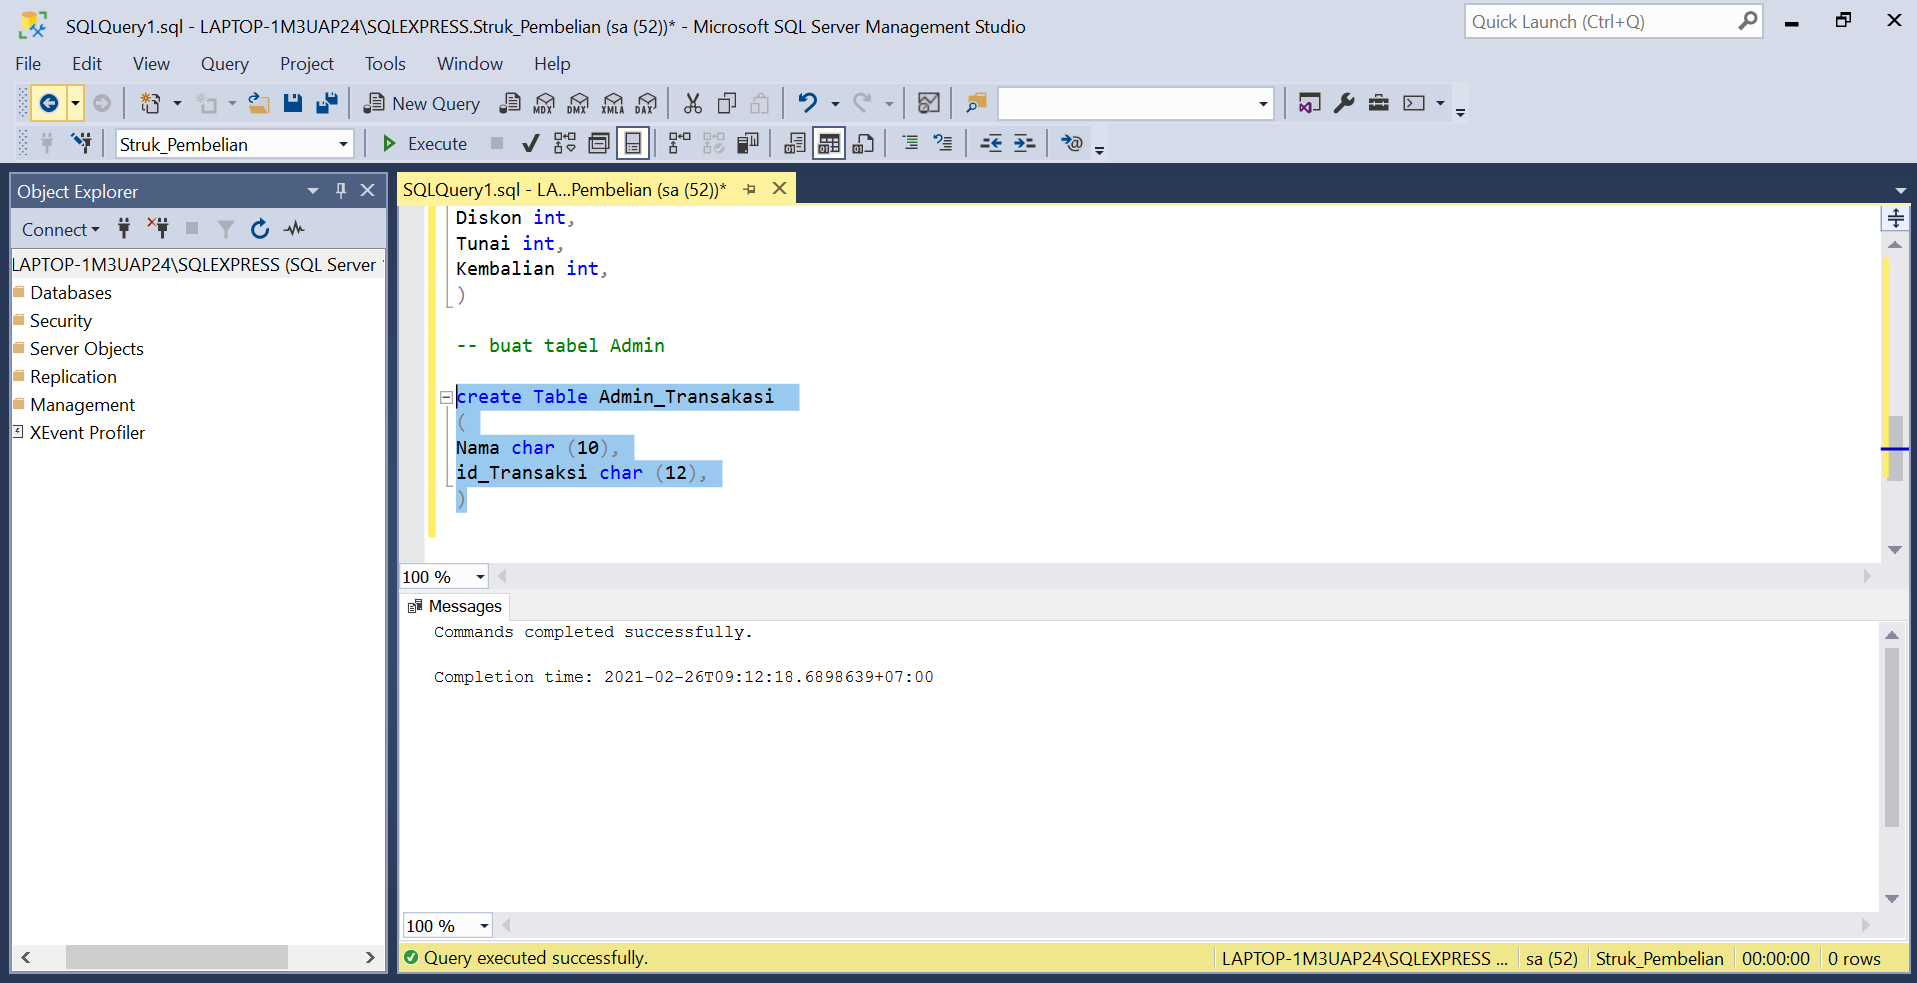 SQLQuery1.sql - LAPTOP-1M3UAP24\SQLEXPRESS.Struk_Pembelian (sa (52))* - Microsoft SQL Server Management Studio
Quick Launch (Ctrl+Q)
File Edit View Query Project Tools Window Help
New Query MDX DMX XMLA DAX
Struk_Pembelian Execute
Object Explorer
Connect
LAPTOP-1M3UAP24\SQLEXPRESS (SQL Server
Databases
Security
Server Objects
Replication
Management
XEvent Profiler
SQLQuery1.sql - LA...Pembelian (sa (52))*
Diskon int,
Tunai int,
Kembalian int,
)
-- buat tabel Admin
create Table Admin_Transakasi
(
Nama char (10),
id_Transaksi char (12),
)
100 %
Messages
Commands completed successfully.
Completion time: 2021-02-26T09:12:18.6898639+07:00
100 %
Query executed successfully.
LAPTOP-1M3UAP24\SQLEXPRESS ... sa (52) Struk_Pembelian 00:00:00 0 rows